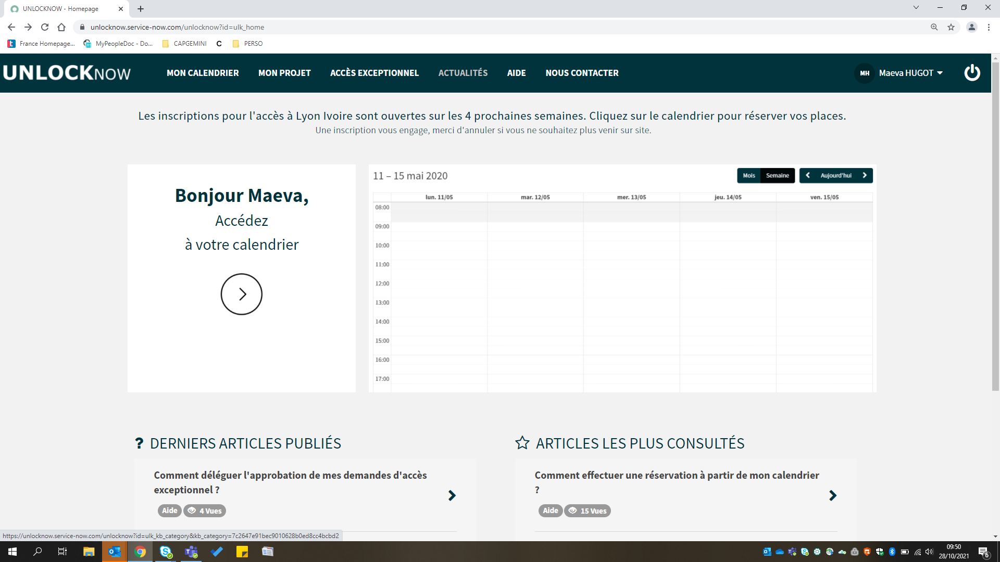 UNLOCKNOW - Homepage
unlocknow.service-now.com/unlocknow?id=ulk_home
France Homepage... MyPeopleDoc - Do... CAPGEMINI C PERSO
UNLOCKNOW MON CALENDRIER MON PROJET ACCÈS EXCEPTIONNEL ACTUALITÉS AIDE NOUS CONTACTER MH Maeva HUGOT
Les inscriptions pour l'accès à Lyon Ivoire sont ouvertes sur les 4 prochaines semaines. Cliquez sur le calendrier pour réserver vos places.
Une inscription vous engage, merci d'annuler si vous ne souhaitez plus venir sur site.
Bonjour Maeva,
Accédez
à votre calendrier
11 – 15 mai 2020 Mois Semaine Aujourd'hui
lun. 11/05 mar. 12/05 mer. 13/05 jeu. 14/05 ven. 15/05
08:00
09:00
10:00
11:00
12:00
13:00
14:00
15:00
16:00
17:00
? DERNIERS ARTICLES PUBLIÉS
Comment déléguer l'approbation de mes demandes d'accès
exceptionnel ?
Aide 4 Vues
ARTICLES LES PLUS CONSULTÉS
Comment effectuer une réservation à partir de mon calendrier
?
Aide 15 Vues
https://unlocknow.service-now.com/unlocknow?id=ulk_kb_category&kb_category=7c2647e91bec9010628b0ed8cc4bcbd2
09:50
28/10/2021
6